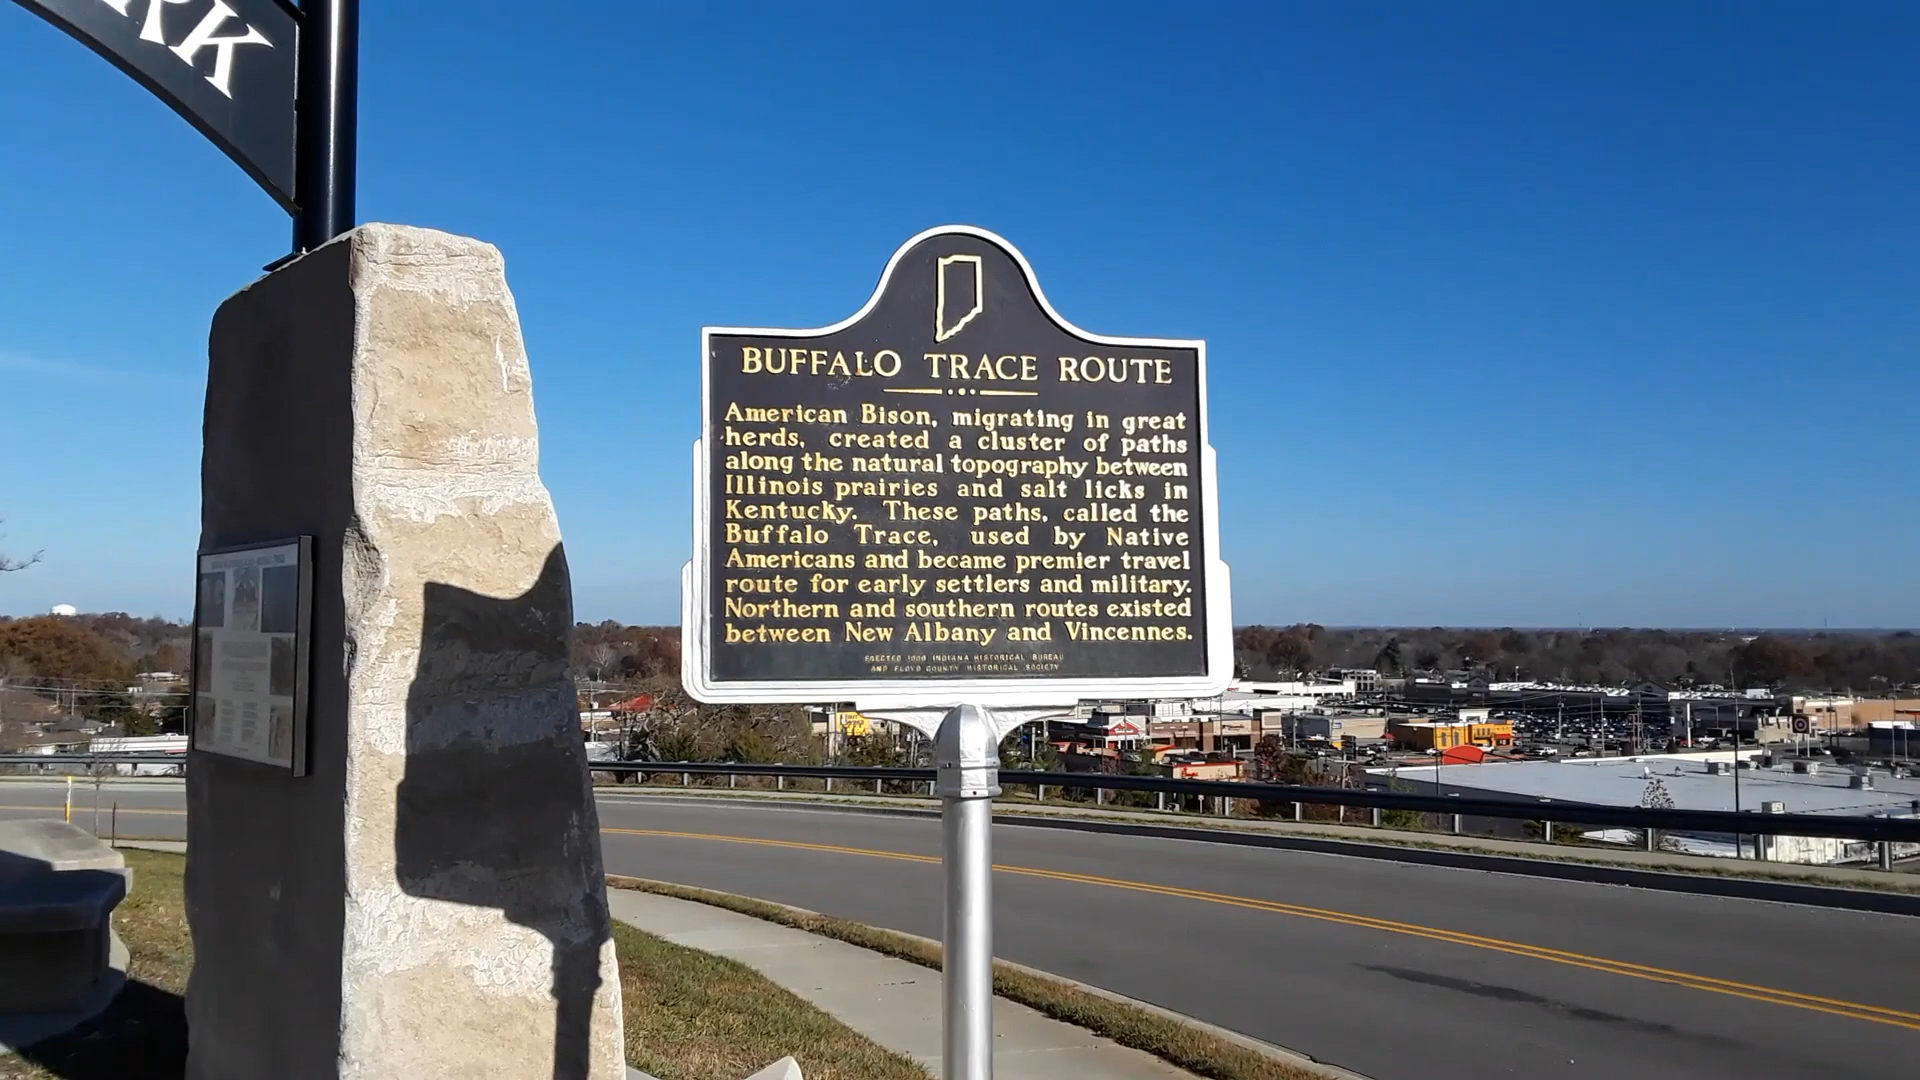 RK
BUFFALO TRACE ROUTE
American Bison, migrating in great
herds, created a cluster of paths
along the natural topography between
Illinois prairies and salt licks in
Kentucky. These paths, called the
Buffalo Trace, used by Native
Americans and became premier travel
route for early settlers and military.
Northern and southern routes existed
between New Albany and Vincennes.
ERECTED INDIANA HISTORICAL BUREAU
AND FLOYD COUNTY HISTORICAL SOCIETY